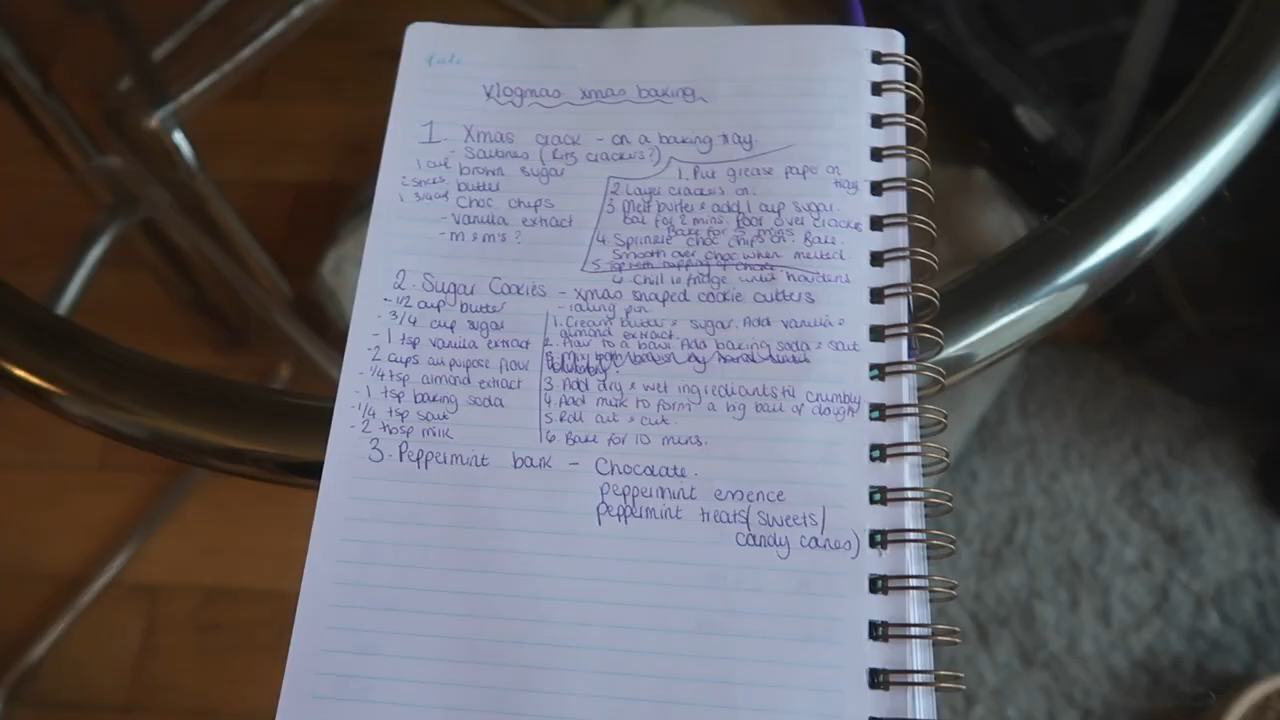 Vlogmas xmas baking
1. Xmas crack - on a baking tray.
- Saltines (Ritz crackers?)
1 cup brown sugar
2 sticks butter
1 3/4 cup choc chips
- vanilla extract
- m & m's?
1. Put grease paper on tray
2. Layer crackers on.
3 Melt butter & add 1 cup sugar.
boil for 2 mins. Poor over crackers
Bake for 5 mins
4. Sprinkle choc chips on. Bake.
Smooth over choc when melted
5. top with toppings of choice
6 Chill in fridge until hardens
2. Sugar Cookies - xmas shaped cookie cutters
- rolling pin
- 1/2 cup butter
- 3/4 cup sugar
- 1 tsp vanilla extract
- 2 cups all purpose flour
- 1/4 tsp almond extract
- 1 tsp baking soda
- 1/4 tsp salt
- 2 tbsp milk
1. Cream butter & sugar. Add vanilla &
almond extract.
2. Flour to a bowl. Add baking soda & salt
3. Add dry & wet ingrediants til crumbly
4. Add milk to form a big ball of dough
5. Roll out & cut.
6. Bake for 10 mins.
3. Peppermint bark - Chocolate.
peppermint essence
peppermint treats (sweets/
candy canes)